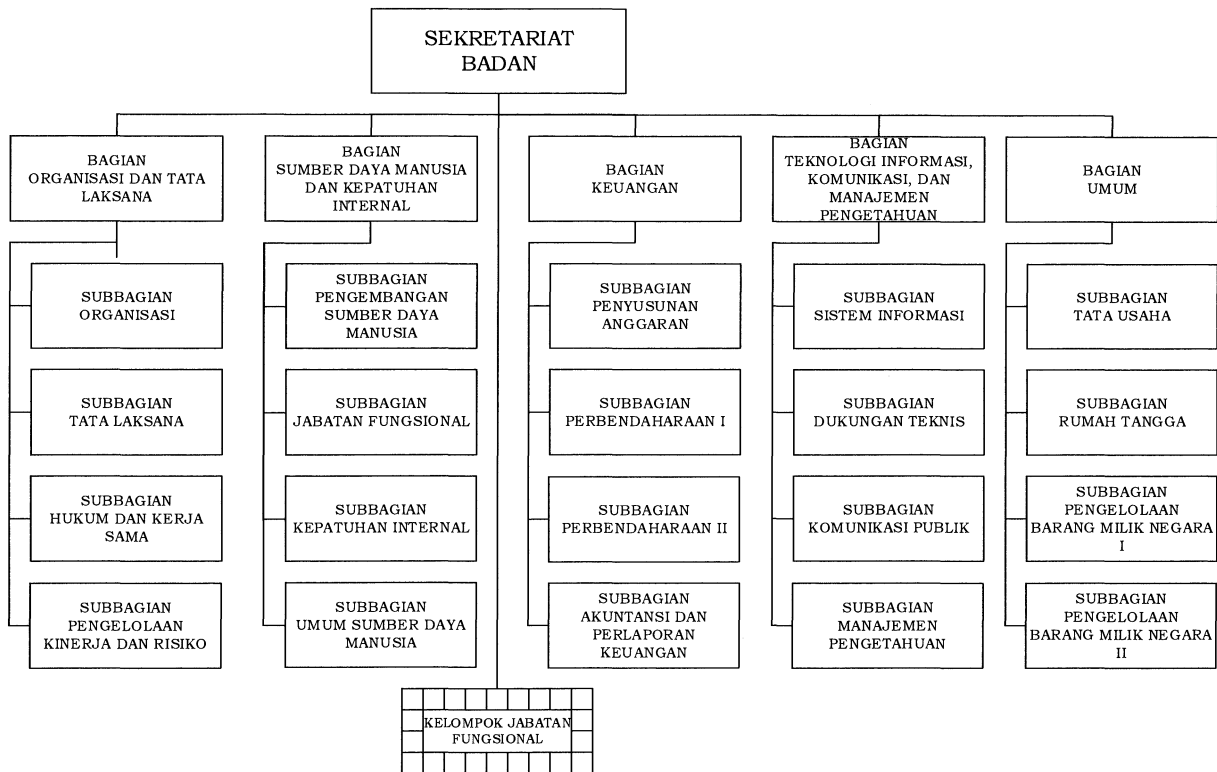 SEKRETARIAT
BADAN
BAGIAN
ORGANISASI DAN TATA
LAKSANA
BAGIAN
SUMBER DAYA MANUSIA
DAN KEPATUHAN
INTERNAL
BAGIAN
KEUANGAN
BAGIAN
TEKNOLOGI INFORMASI,
KOMUNIKASI, DAN
MANAJEMEN
PENGETAHUAN
BAGIAN
UMUM
SUBBAGIAN
ORGANISASI
SUBBAGIAN
PENGEMBANGAN
SUMBER DAYA
MANUSIA
SUBBAGIAN
PENYUSUNAN
ANGGARAN
SUBBAGIAN
SISTEM INFORMASI
SUBBAGIAN
TATA USAHA
SUBBAGIAN
TATA LAKSANA
SUBBAGIAN
JABATAN FUNGSIONAL
SUBBAGIAN
PERBENDAHARAAN I
SUBBAGIAN
DUKUNGAN TEKNIS
SUBBAGIAN
RUMAH TANGGA
SUBBAGIAN
HUKUM DAN KERJA
SAMA
SUBBAGIAN
KEPATUHAN INTERNAL
SUBBAGIAN
PERBENDAHARAAN II
SUBBAGIAN
KOMUNIKASI PUBLIK
SUBBAGIAN
PENGELOLAAN
BARANG MILIK NEGARA
I
SUBBAGIAN
PENGELOLAAN
KINERJA DAN RISIKO
SUBBAGIAN
UMUM SUMBER DAYA
MANUSIA
SUBBAGIAN
AKUNTANSI DAN
PERLAPORAN
KEUANGAN
SUBBAGIAN
MANAJEMEN
PENGETAHUAN
SUBBAGIAN
PENGELOLAAN
BARANG MILIK NEGARA
II
KELOMPOK JABATAN
FUNGSIONAL